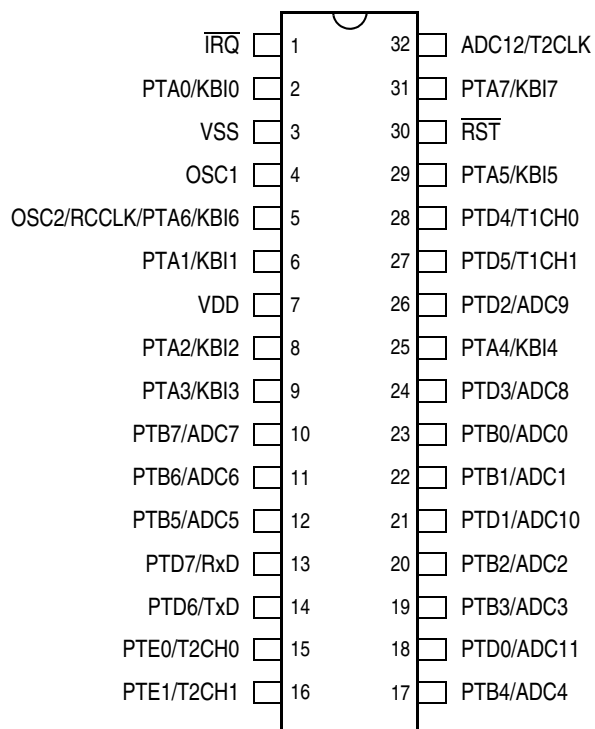 IRQ 1 32 ADC12/T2CLK
PTA0/KBI0 2 31 PTA7/KBI7
VSS 3 30 RST
OSC1 4 29 PTA5/KBI5
OSC2/RCCLK/PTA6/KBI6 5 28 PTD4/T1CH0
PTA1/KBI1 6 27 PTD5/T1CH1
VDD 7 26 PTD2/ADC9
PTA2/KBI2 8 25 PTA4/KBI4
PTA3/KBI3 9 24 PTD3/ADC8
PTB7/ADC7 10 23 PTB0/ADC0
PTB6/ADC6 11 22 PTB1/ADC1
PTB5/ADC5 12 21 PTD1/ADC10
PTD7/RxD 13 20 PTB2/ADC2
PTD6/TxD 14 19 PTB3/ADC3
PTE0/T2CH0 15 18 PTD0/ADC11
PTE1/T2CH1 16 17 PTB4/ADC4